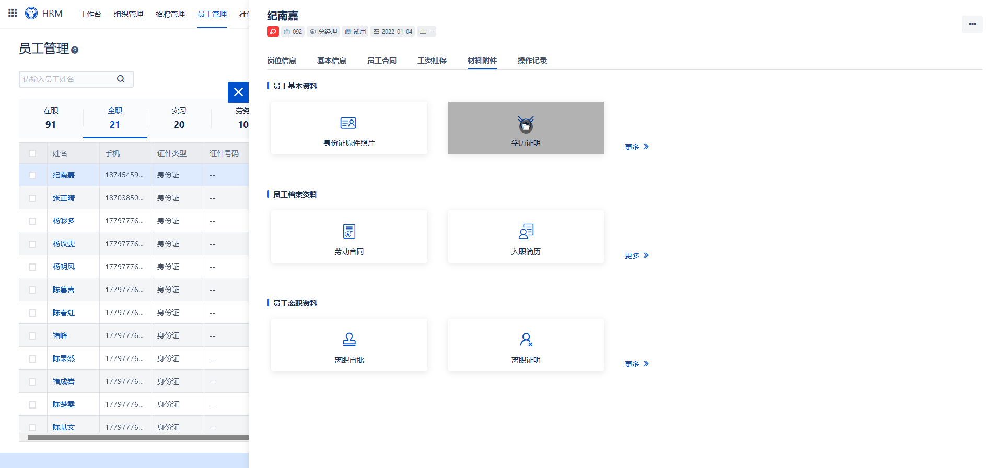 HRM 工作台 组织管理 招聘管理 员工管理
员工管理
请输入员工姓名
在职 全职 实习 劳务
91 21 20 10
姓名 手机 证件类型 证件号码
纪南嘉 18745459... 身份证 --
张芷晴 18703850... 身份证 --
杨彩多 17797776... 身份证 --
杨玫雯 17797776... 身份证 --
杨明风 17797776... 身份证 --
陈暮喜 17797776... 身份证 --
陈春红 17797776... 身份证 --
褚峰 17797776... 身份证 --
陈果然 17797776... 身份证 --
褚成岩 17797776... 身份证 --
陈楚雯 17797776... 身份证 --
陈基文 17797776... 身份证 --
纪南嘉
092 总经理 试用 2022-01-04 --
岗位信息 基本信息 员工合同 工资社保 材料附件 操作记录
员工基本资料
身份证原件照片 学历证明 更多
员工档案资料
劳动合同 入职简历 更多
员工离职资料
离职审批 离职证明 更多